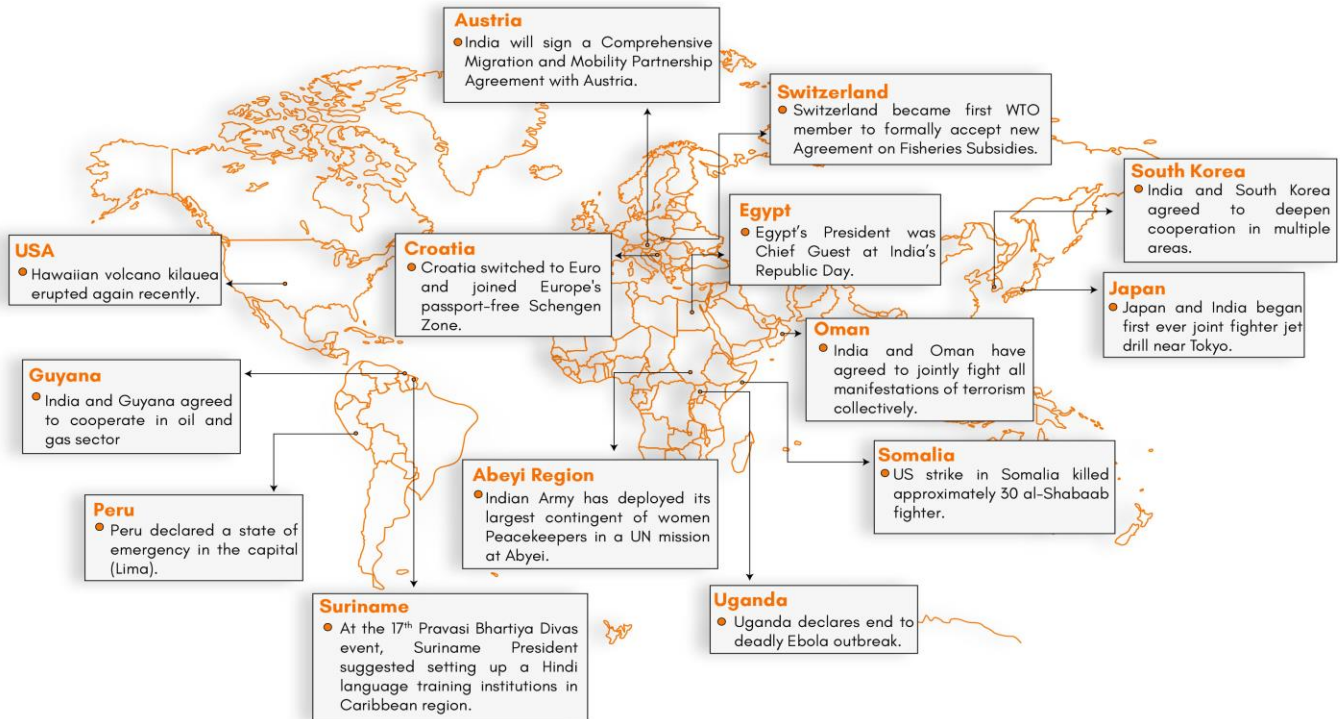 Austria
India will sign a Comprehensive
Migration and Mobility Partnership
Agreement with Austria.
Switzerland
Switzerland became first WTO
member to formally accept new
Agreement on Fisheries Subsidies.
South Korea
India and South Korea
agreed to deepen
cooperation in multiple
areas.
Egypt
Egypt's President was
Chief Guest at India's
Republic Day.
USA
Hawaiian volcano kilauea
erupted again recently.
Croatia
Croatia switched to Euro
and joined Europe's
passport-free Schengen
Zone.
Japan
Japan and India began
first ever joint fighter jet
drill near Tokyo.
Oman
India and Oman have
agreed to jointly fight all
manifestations of terrorism
collectively.
Guyana
India and Guyana agreed
to cooperate in oil and
gas sector
Somalia
US strike in Somalia killed
approximately 30 al-Shabaab
fighter.
Abeyi Region
Indian Army has deployed its
largest contingent of women
Peacekeepers in a UN mission
at Abyei.
Peru
Peru declared a state of
emergency in the capital
(Lima).
Suriname
At the 17th Pravasi Bhartiya Divas
event, Suriname President
suggested setting up a Hindi
language training institutions in
Caribbean region.
Uganda
Uganda declares end to
deadly Ebola outbreak.